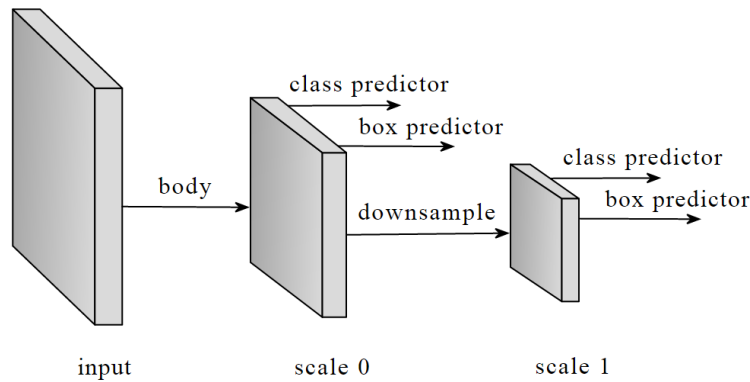 class predictor
box predictor
class predictor
body
downsample
box predictor
input
scale 0
scale 1